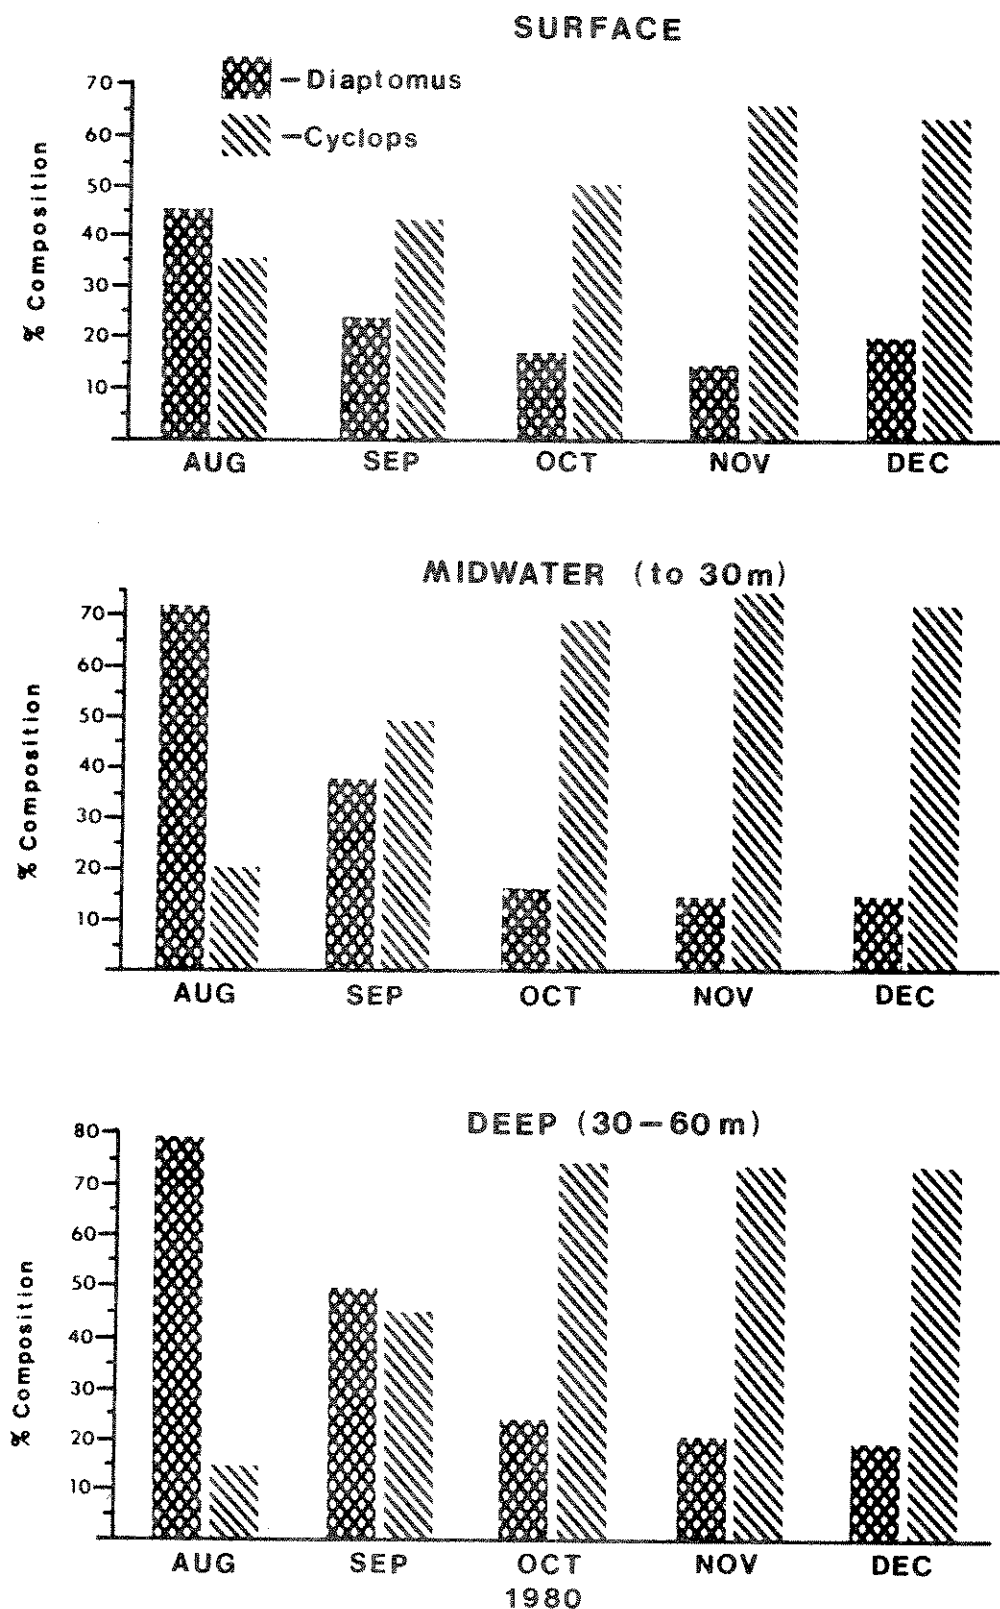 SURFACE
–Diaptomus
–Cyclops
% Composition
70
60
50
40
30
20
10
AUG SEP OCT NOV DEC
MIDWATER (to 30m)
% Composition
70
60
50
40
30
20
10
AUG SEP OCT NOV DEC
DEEP (30–60m)
% Composition
80
70
60
50
40
30
20
10
AUG SEP OCT NOV DEC
1980